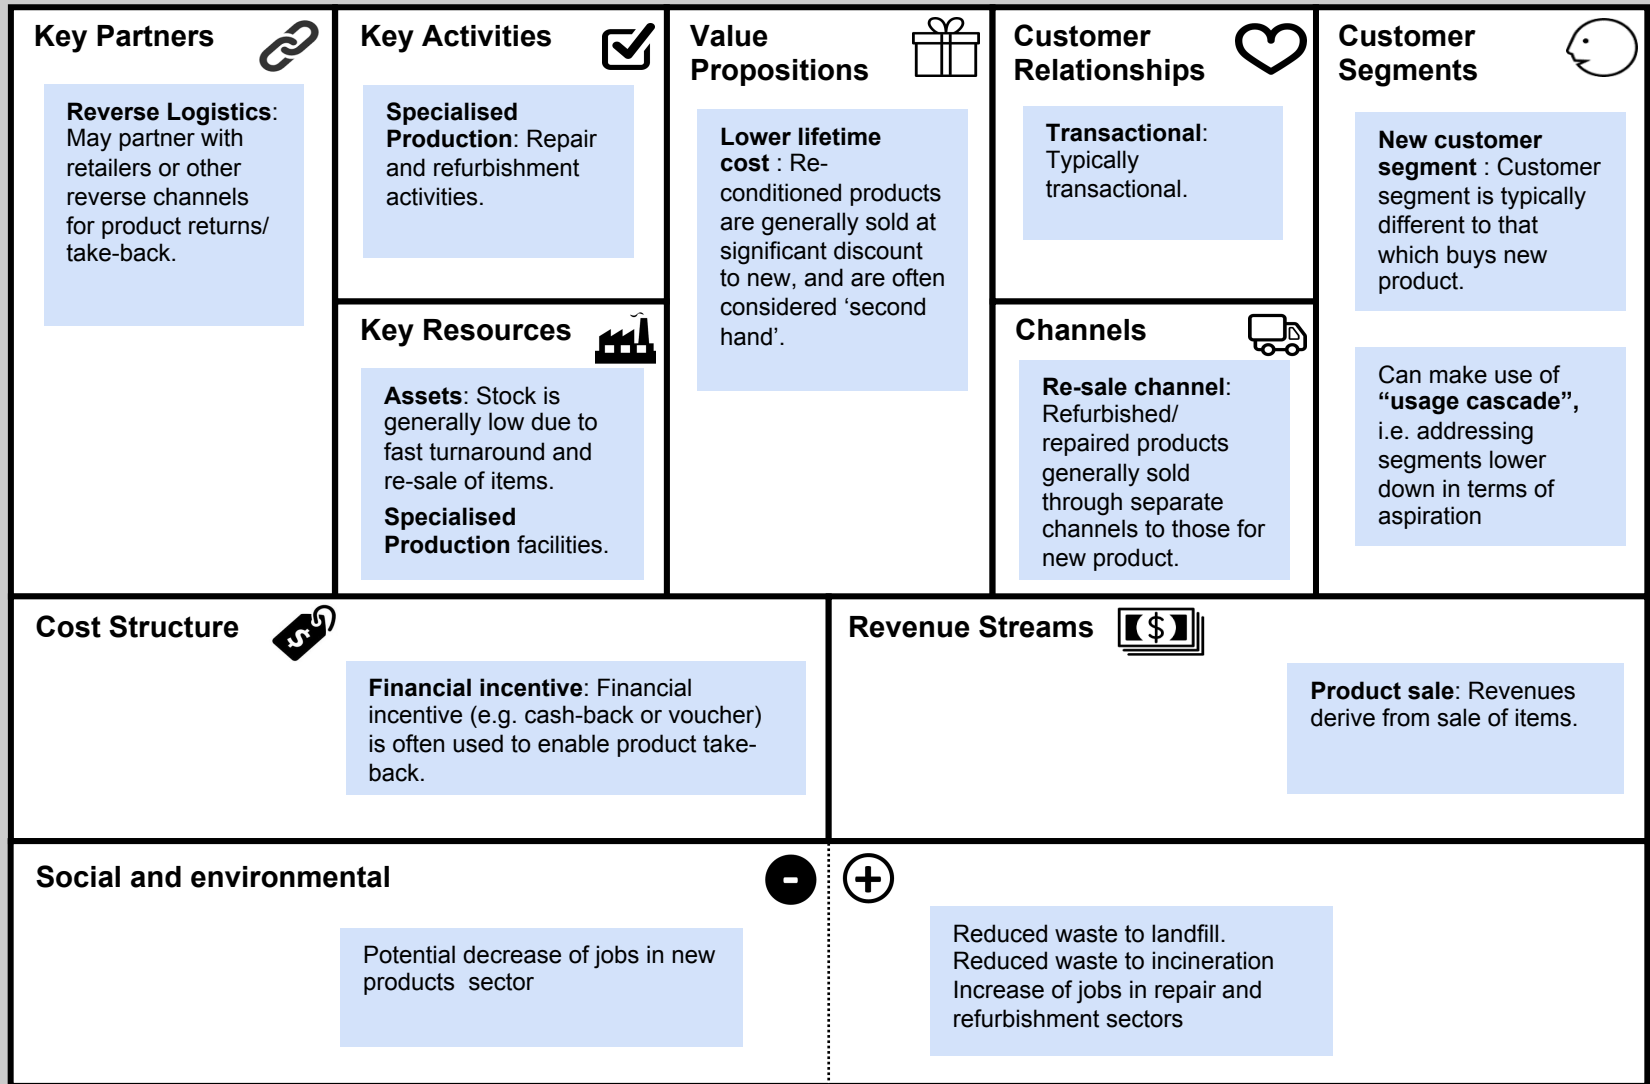 Key Partners
Reverse Logistics:
May partner with
retailers or other
reverse channels
for product returns/
take-back.
Key Activities
Specialised
Production: Repair
and refurbishment
activities.
Key Resources
Assets: Stock is
generally low due to
fast turnaround and
re-sale of items.
Specialised
Production facilities.
Value
Propositions
Lower lifetime
cost : Re-
conditioned products
are generally sold at
significant discount
to new, and are often
considered ‘second
hand’.
Customer
Relationships
Transactional:
Typically
transactional.
Channels
Re-sale channel:
Refurbished/
repaired products
generally sold
through separate
channels to those for
new product.
Customer
Segments
New customer
segment : Customer
segment is typically
different to that
which buys new
product.
Can make use of
“usage cascade”,
i.e. addressing
segments lower
down in terms of
aspiration
Cost Structure
$
Financial incentive: Financial
incentive (e.g. cash-back or voucher)
is often used to enable product take-
back.
Revenue Streams
$
Product sale: Revenues
derive from sale of items.
Social and environmental
-
+
Potential decrease of jobs in new
products  sector
Reduced waste to landfill.
Reduced waste to incineration
Increase of jobs in repair and
refurbishment sectors